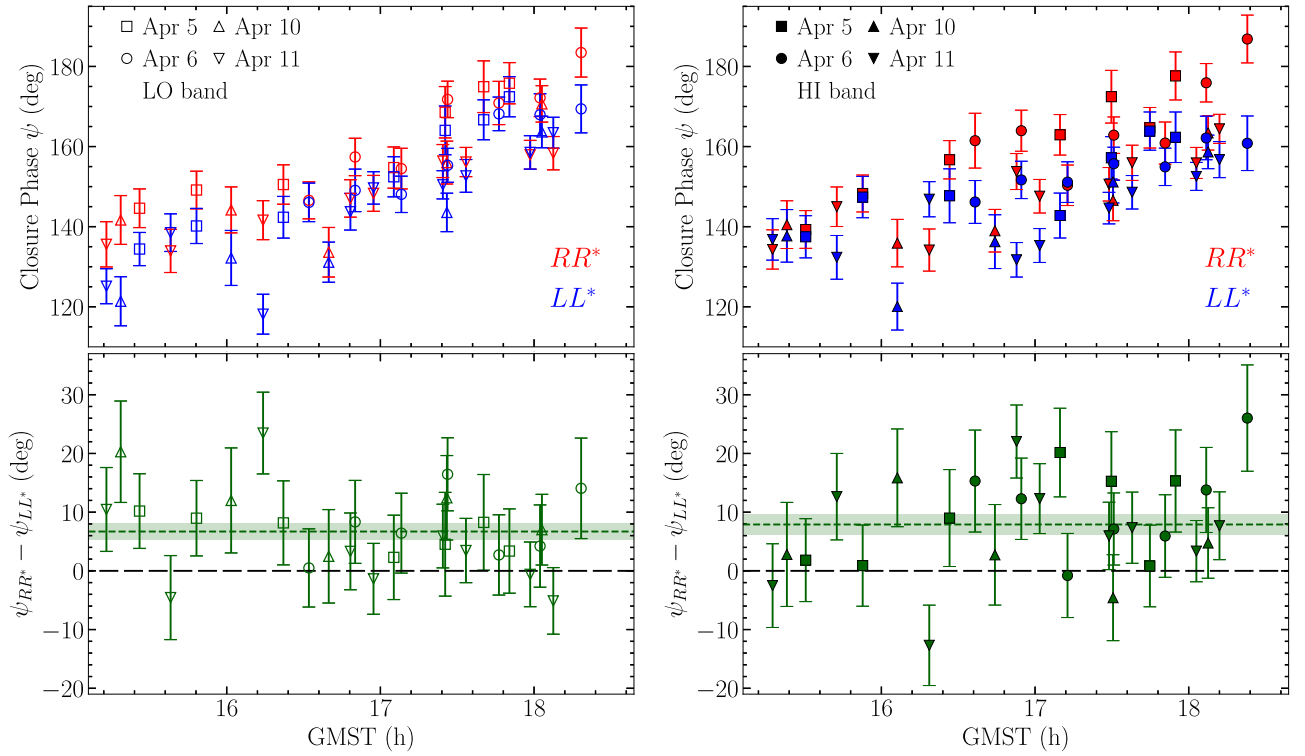 Apr 5 Apr 10
Apr 6 Apr 11
LO band
RR*
LL*
Closure Phase ψ (deg)
180
160
140
120
Apr 5 Apr 10
Apr 6 Apr 11
HI band
RR*
LL*
Closure Phase ψ (deg)
180
160
140
120
ψRR* − ψLL* (deg)
30
20
10
0
−10
−20
16 17 18
GMST (h)
ψRR* − ψLL* (deg)
30
20
10
0
−10
−20
16 17 18
GMST (h)